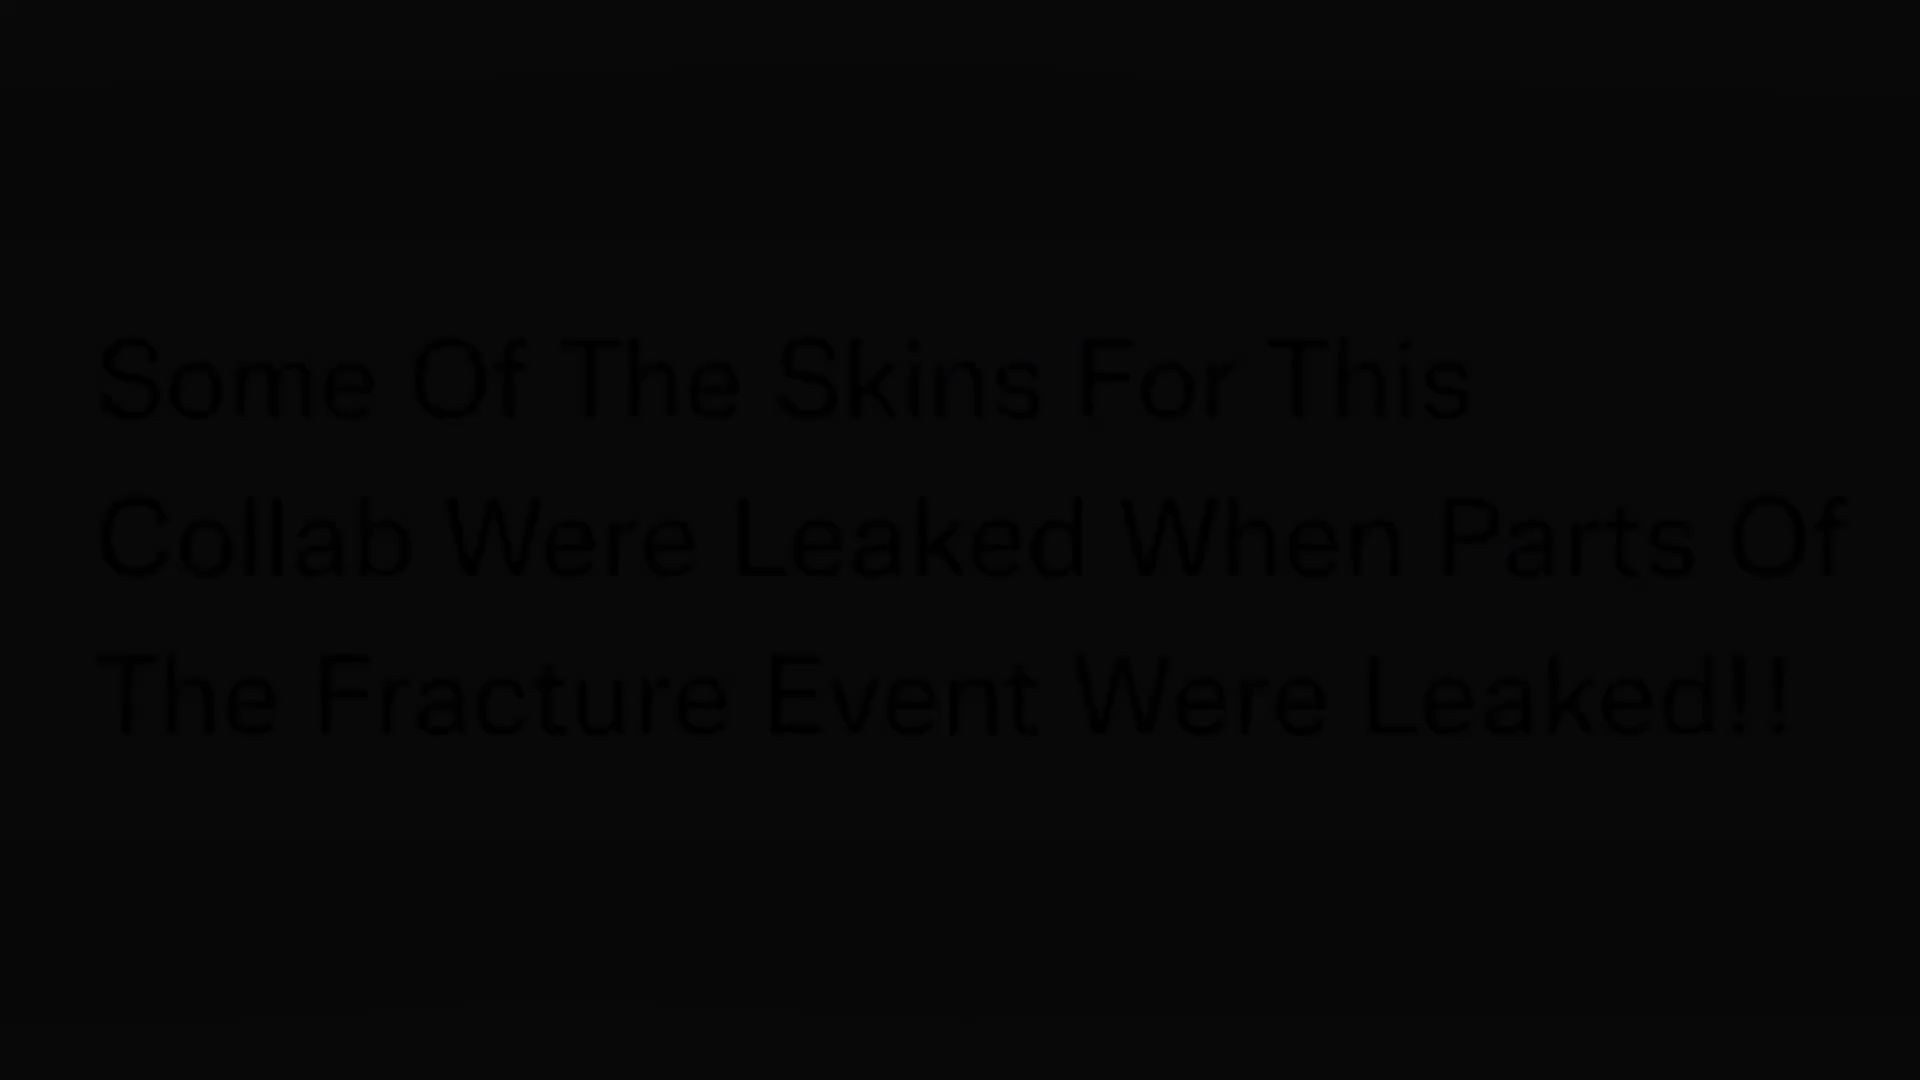 Some Of The Skins For This
Collab Were Leaked When Parts Of
The Fracture Event Were Leaked!!